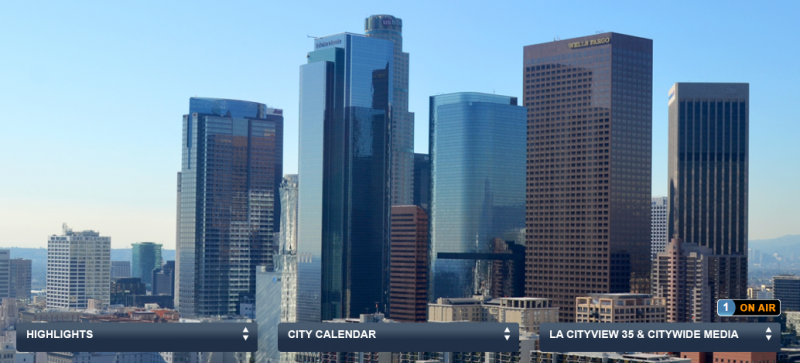 WELLS FARGO
1 ON AIR
HIGHLIGHTS
CITY CALENDAR
LA CITYVIEW 35 & CITYWIDE MEDIA